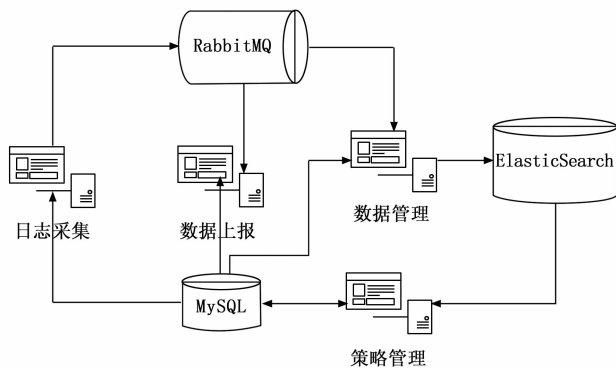 RabbitMQ
ElasticSearch
日志采集
数据上报
数据管理
MySQL
策略管理